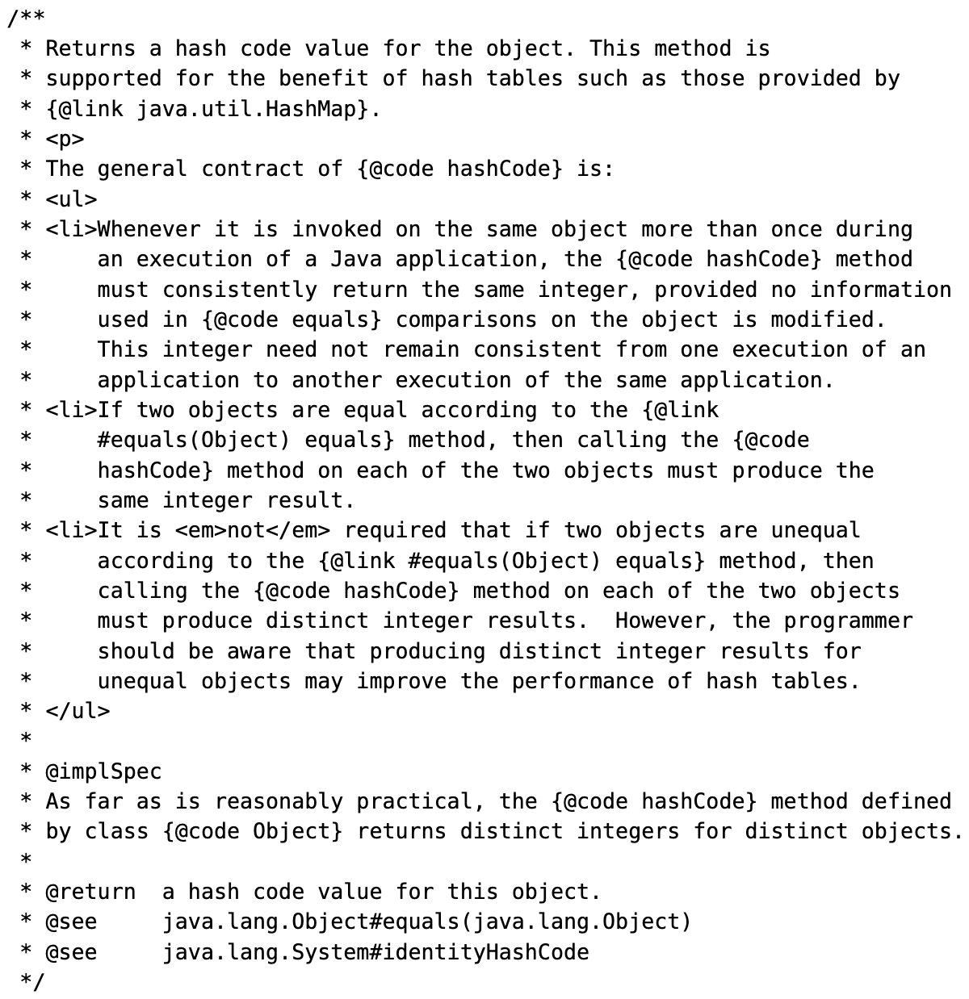 /**
 * Returns a hash code value for the object. This method is
 * supported for the benefit of hash tables such as those provided by
 * {@link java.util.HashMap}.
 * <p>
 * The general contract of {@code hashCode} is:
 * <ul>
 * <li>Whenever it is invoked on the same object more than once during
 *     an execution of a Java application, the {@code hashCode} method
 *     must consistently return the same integer, provided no information
 *     used in {@code equals} comparisons on the object is modified.
 *     This integer need not remain consistent from one execution of an
 *     application to another execution of the same application.
 * <li>If two objects are equal according to the {@link
 *     #equals(Object) equals} method, then calling the {@code
 *     hashCode} method on each of the two objects must produce the
 *     same integer result.
 * <li>It is <em>not</em> required that if two objects are unequal
 *     according to the {@link #equals(Object) equals} method, then
 *     calling the {@code hashCode} method on each of the two objects
 *     must produce distinct integer results.  However, the programmer
 *     should be aware that producing distinct integer results for
 *     unequal objects may improve the performance of hash tables.
 * </ul>
 *
 * @implSpec
 * As far as is reasonably practical, the {@code hashCode} method defined
 * by class {@code Object} returns distinct integers for distinct objects.
 *
 * @return  a hash code value for this object.
 * @see     java.lang.Object#equals(java.lang.Object)
 * @see     java.lang.System#identityHashCode
 */